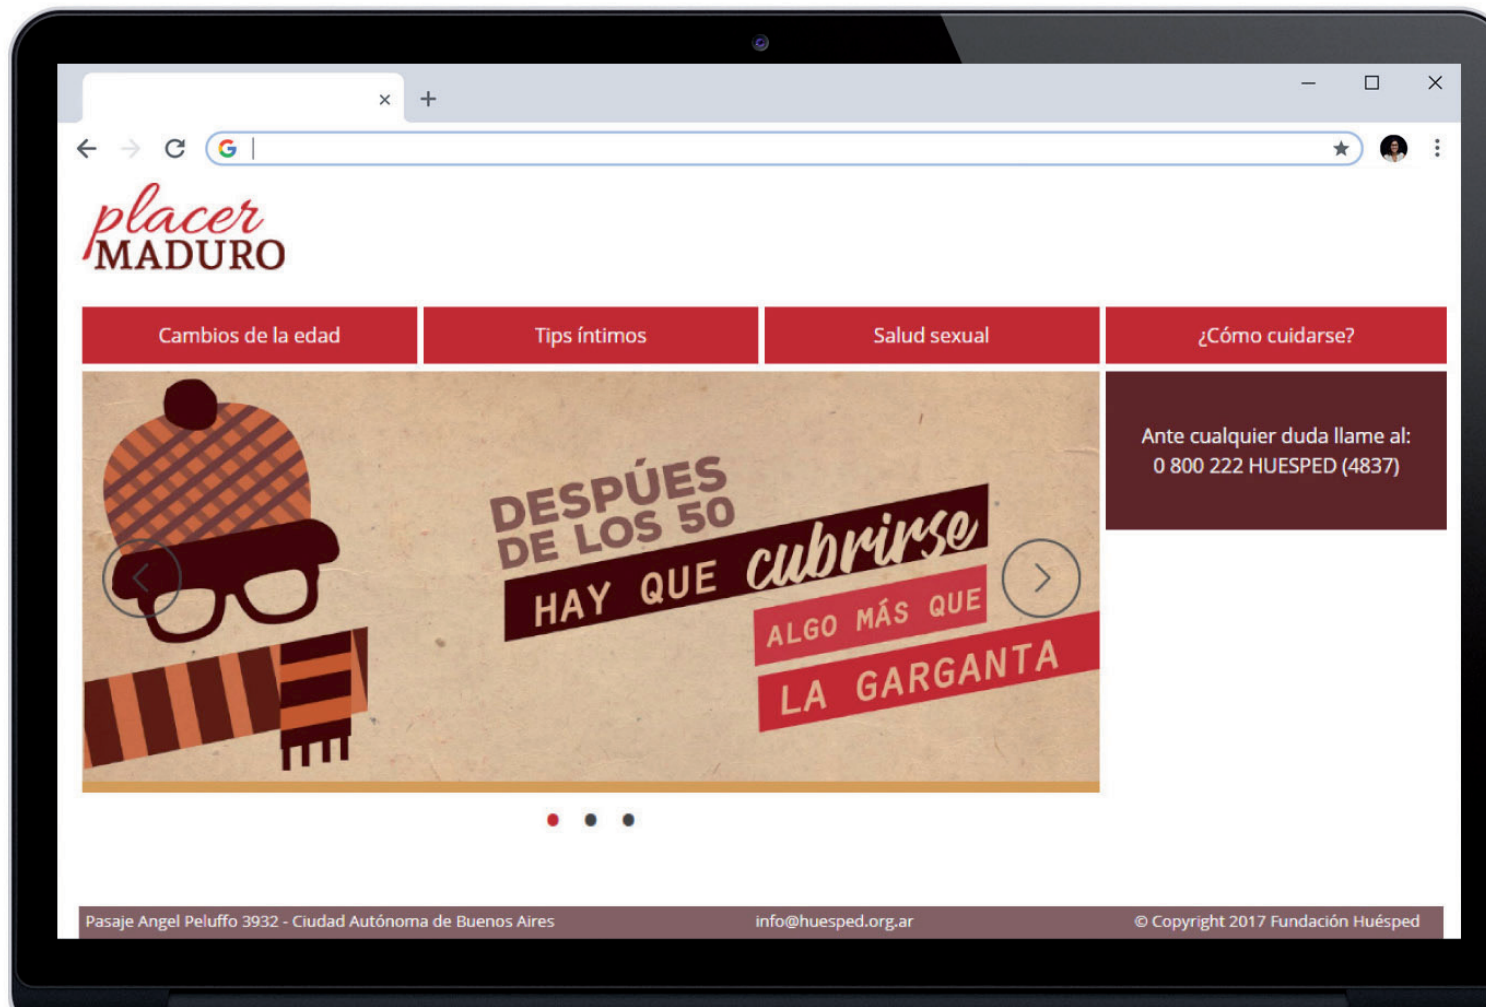 placer
MADURO
Cambios de la edad
Tips íntimos
Salud sexual
¿Cómo cuidarse?
DESPÚES
DE LOS 50
HAY QUE cubrirse
ALGO MÁS QUE
LA GARGANTA
Ante cualquier duda llame al:
0 800 222 HUESPED (4837)
Pasaje Angel Peluffo 3932 - Ciudad Autónoma de Buenos Aires
info@huesped.org.ar
© Copyright 2017 Fundación Huésped